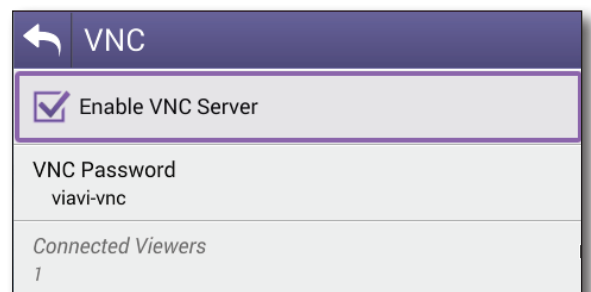 VNC
Enable VNC Server
VNC Password
viavi-vnc
Connected Viewers
1